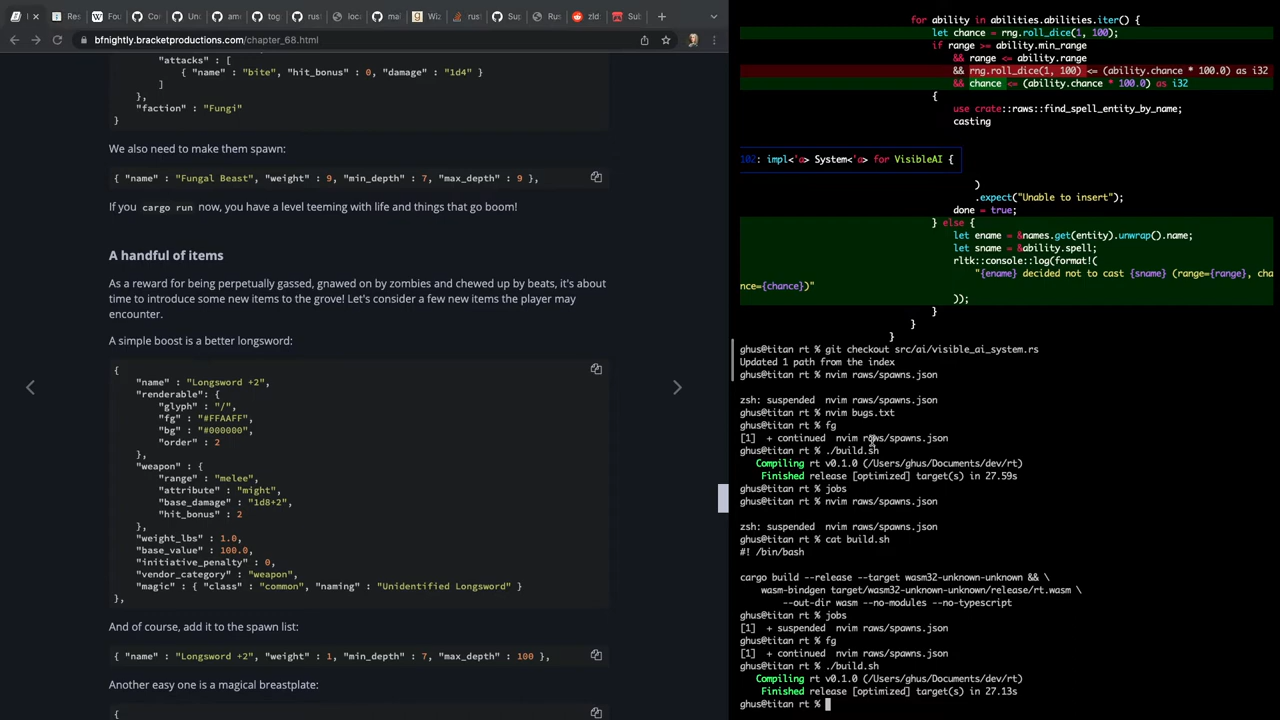 Res
Wi
Fou
Cor
Un
am
tog
rus
loca
ma
Wiz
rus
Sup
Rus
zld
Sub
bfnightly.bracketproductions.com/chapter_68.html
"attacks" : [
{ "name" : "bite", "hit_bonus" : 0, "damage" : "1d4" }
]
},
"faction" : "Fungi"
}
We also need to make them spawn:
{ "name" : "Fungal Beast", "weight" : 9, "min_depth" : 7, "max_depth" : 9 },
If you cargo run now, you have a level teeming with life and things that go boom!
A handful of items
As a reward for being perpetually gassed, gnawed on by zombies and chewed up by beats, it's about
time to introduce some new items to the grove! Let's consider a few new items the player may
encounter.
A simple boost is a better longsword:
{
"name" : "Longsword +2",
"renderable": {
"glyph" : "/",
"fg" : "#FFAAFF",
"bg" : "#000000",
"order" : 2
},
"weapon" : {
"range" : "melee",
"attribute" : "might",
"base_damage" : "1d8+2",
"hit_bonus" : 2
},
"weight_lbs" : 1.0,
"base_value" : 100.0,
"initiative_penalty" : 0,
"vendor_category" : "weapon",
"magic" : { "class" : "common", "naming" : "Unidentified Longsword" }
},
And of course, add it to the spawn list:
{ "name" : "Longsword +2", "weight" : 1, "min_depth" : 7, "max_depth" : 100 },
Another easy one is a magical breastplate:
{
for ability in abilities.abilities.iter() {
let chance = rng.roll_dice(1, 100);
if range >= ability.min_range
&& range <= ability.range
&& rng.roll_dice(1, 100) <= (ability.chance * 100.0) as i32
&& chance <= (ability.chance * 100.0) as i32
{
use crate::raws::find_spell_entity_by_name;
casting
102: impl<'a> System<'a> for VisibleAI {
)
.expect("Unable to insert");
done = true;
} else {
let ename = &names.get(entity).unwrap().name;
let sname = &ability.spell;
rltk::console::log(format!(
"{ename} decided not to cast {sname} (range={range}, cha
nce={chance})"
));
}
}
}
ghus@titan rt % git checkout src/ai/visible_ai_system.rs
Updated 1 path from the index
ghus@titan rt % nvim raws/spawns.json
zsh: suspended  nvim raws/spawns.json
ghus@titan rt % nvim bugs.txt
ghus@titan rt % fg
[1]  + continued  nvim raws/spawns.json
ghus@titan rt % ./build.sh
Compiling rt v0.1.0 (/Users/ghus/Documents/dev/rt)
Finished release [optimized] target(s) in 27.59s
ghus@titan rt % jobs
ghus@titan rt % nvim raws/spawns.json
zsh: suspended  nvim raws/spawns.json
ghus@titan rt % cat build.sh
#! /bin/bash
cargo build --release --target wasm32-unknown-unknown && \
wasm-bindgen target/wasm32-unknown-unknown/release/rt.wasm \
--out-dir wasm --no-modules --no-typescript
ghus@titan rt % jobs
[1]  + suspended  nvim raws/spawns.json
ghus@titan rt % fg
[1]  + continued  nvim raws/spawns.json
ghus@titan rt % ./build.sh
Compiling rt v0.1.0 (/Users/ghus/Documents/dev/rt)
Finished release [optimized] target(s) in 27.13s
ghus@titan rt %